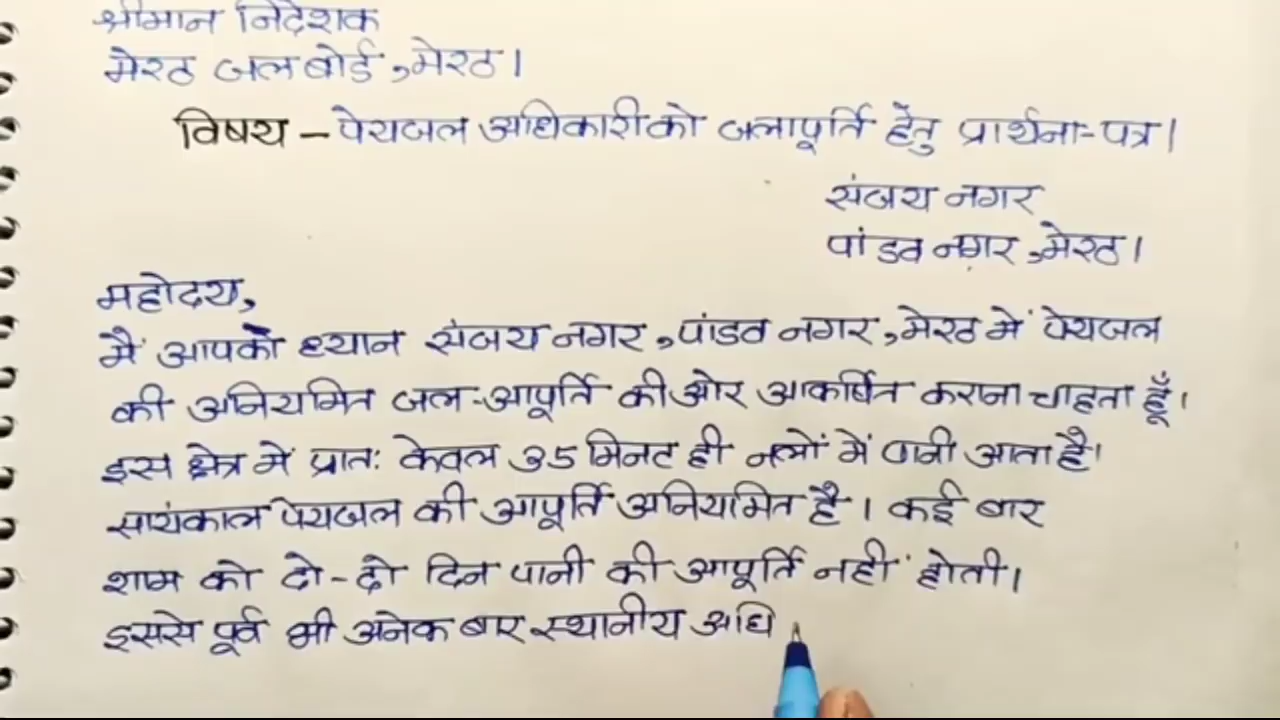 श्रीमान निदेशक
मेरठ जल बोर्ड, मेरठ।
विषय – पेयजल अधिकारी को जलापूर्ति हेतु प्रार्थना-पत्र।
संजय नगर
पांडव नगर, मेरठ।
महोदय,
मैं आपको ध्यान संजय नगर, पांडव नगर, मेरठ में पेयजल
की अनियमित जल-आपूर्ति की ओर आकर्षित कराना चाहता हूँ।
इस क्षेत्र में प्रातः केवल 35 मिनट ही नलों में पानी आता है।
सायंकाल पेयजल की आपूर्ति अनियामित है। कई बार
शाम को दो-दो दिन पानी की आपूर्ति नहीं होती।
इससे पूर्व भी अनेक बार स्थानीय अधि